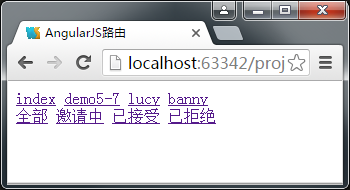 AngularJS路由
localhost:63342/proj
index demo5-7 lucy banny
全部 邀请中 已接受 已拒绝